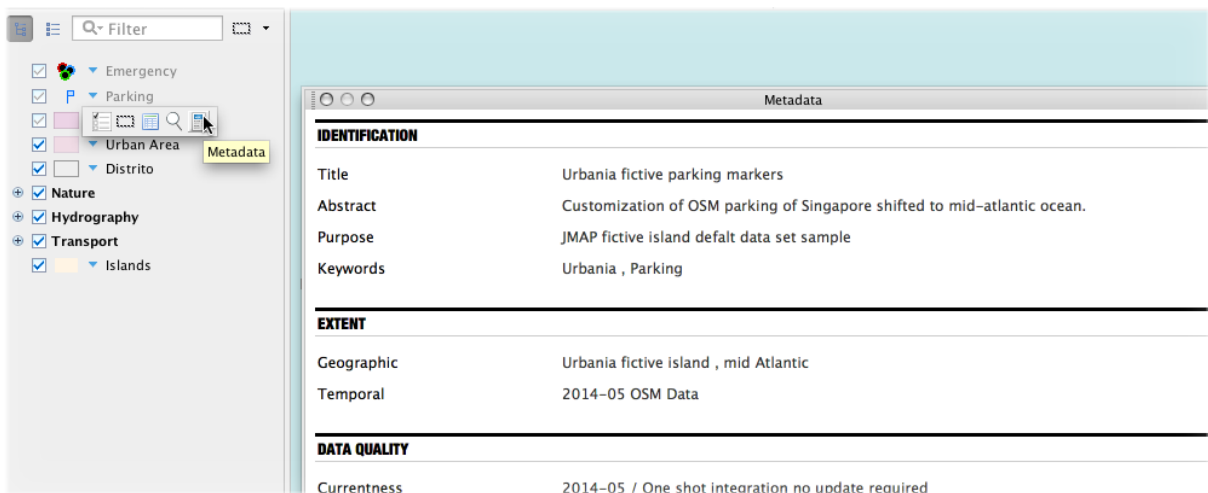 Filter
Emergency
Parking
Urban Area
Metadata
Distrito
Nature
Hydrography
Transport
Islands
Metadata
IDENTIFICATION
Title Urbania fictive parking markers
Abstract Customization of OSM parking of Singapore shifted to mid-atlantic ocean.
Purpose JMAP fictive island defalt data set sample
Keywords Urbania , Parking
EXTENT
Geographic Urbania fictive island , mid Atlantic
Temporal 2014-05 OSM Data
DATA QUALITY
Currentness 2014-05 / One shot integration no update required